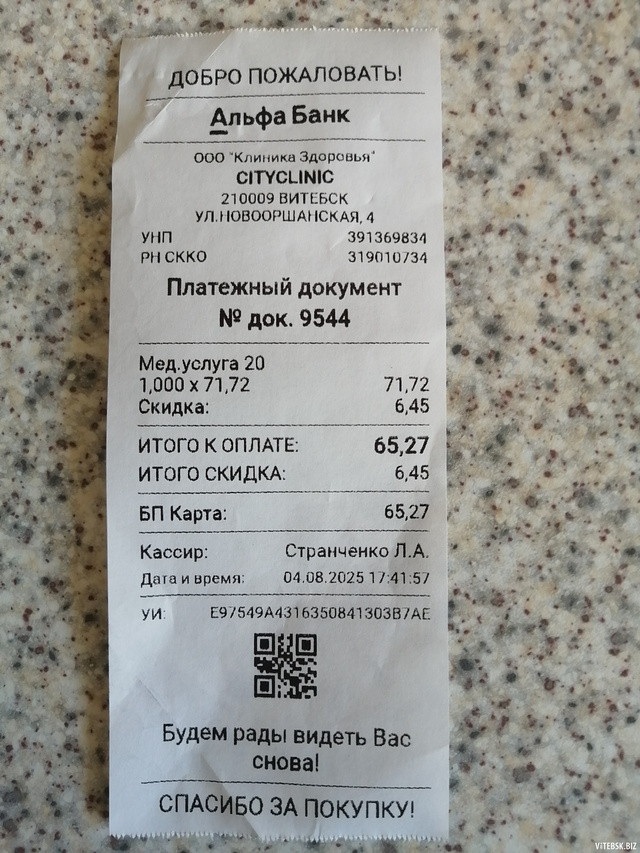 ДОБРО ПОЖАЛОВАТЬ!
Альфа Банк
ООО "Клиника Здоровья"
CITYCLINIC
210009 ВИТЕБСК
УЛ.НОВООРШАНСКАЯ, 4
УНП 391369834
РН СККО 319010734
Платежный документ
№ док. 9544
Мед.услуга 20
1,000 x 71,72 71,72
Скидка: 6,45
ИТОГО К ОПЛАТЕ: 65,27
ИТОГО СКИДКА: 6,45
БП Карта: 65,27
Кассир: Странченко Л.А.
Дата и время: 04.08.2025 17:41:57
УИ: E97549A4316350841303B7AE
Будем рады видеть Вас
снова!
СПАСИБО ЗА ПОКУПКУ!
ViTEBSK.BIZ